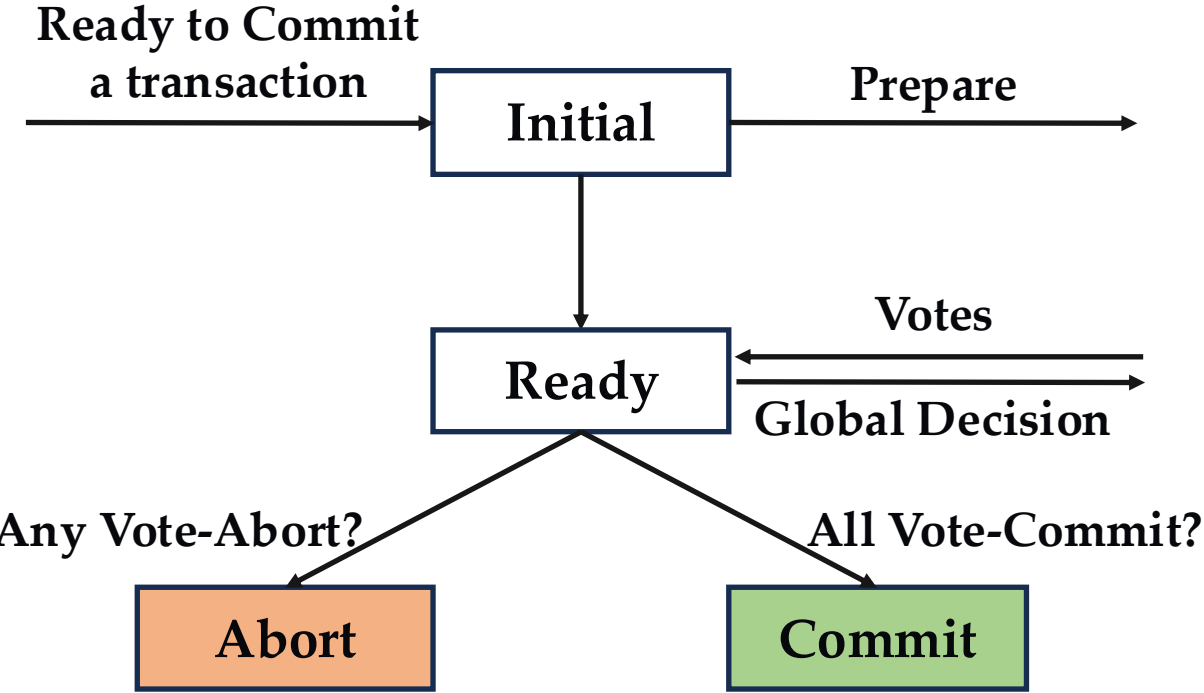 Ready to Commit
a transaction
Initial
Prepare
Votes
Ready
Global Decision
Any Vote-Abort?
All Vote-Commit?
Abort
Commit